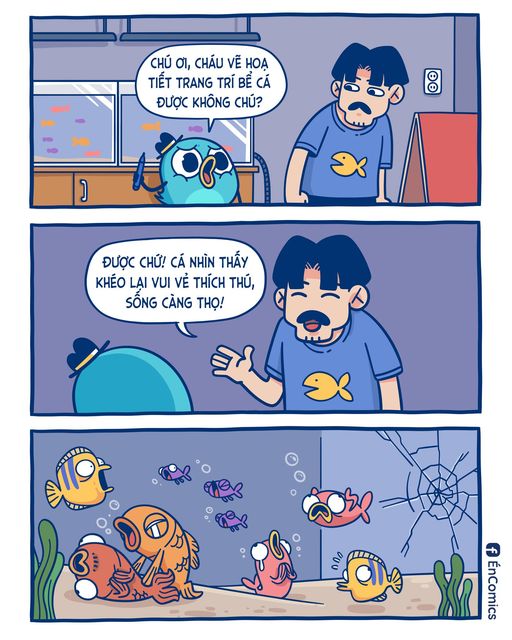 CHÚ ƠI, CHÁU VẼ HOẠ
TIẾT TRANG TRÍ BỂ CÁ
ĐƯỢC KHÔNG CHÚ?
ĐƯỢC CHỨ! CÁ NHÌN THẤY
KHÉO LẠI VUI VẺ THÍCH THÚ,
SỐNG CÀNG THỌ!
ÉnComics